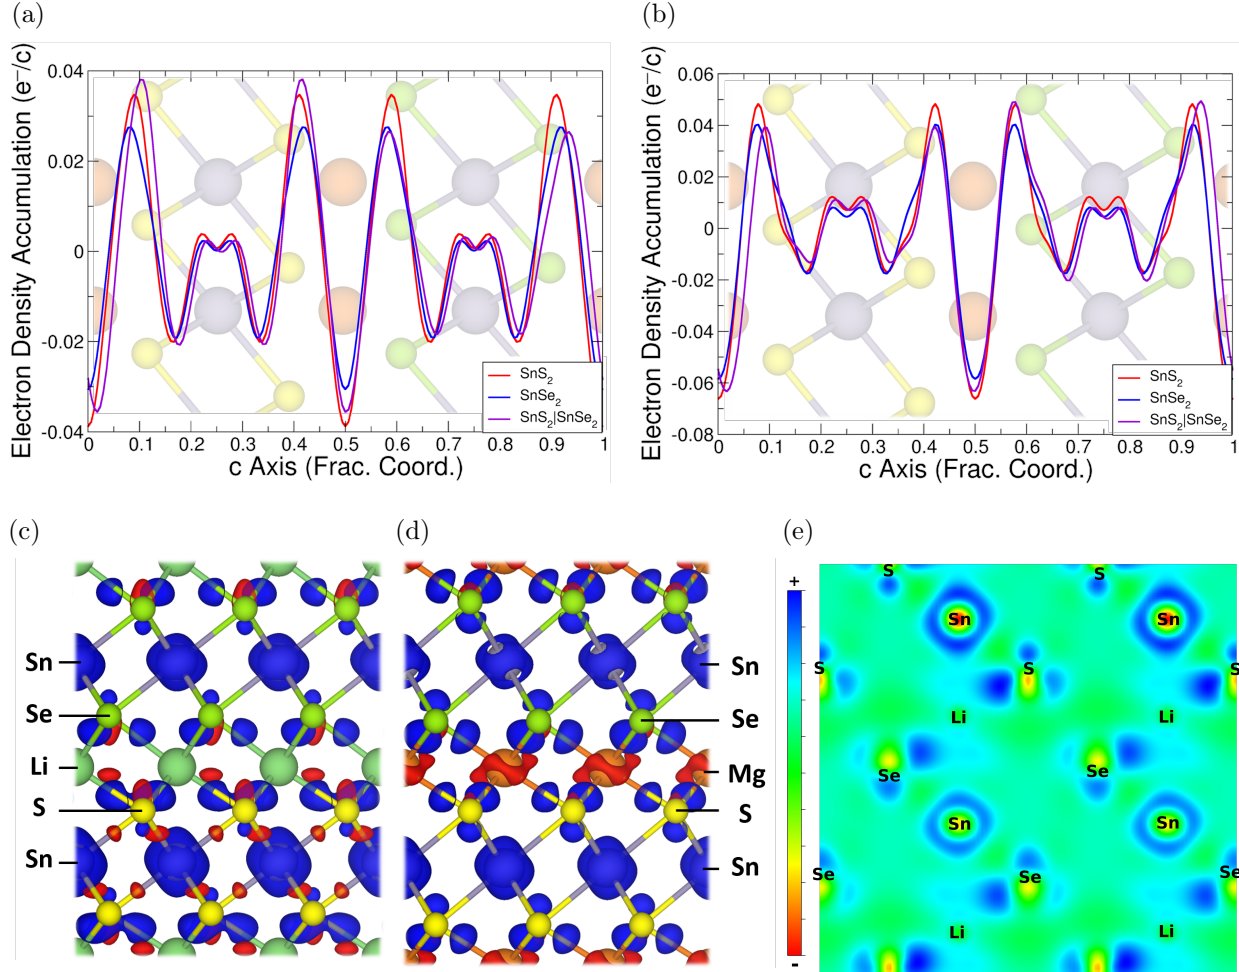 (a)
Electron Density Accumulation (e⁻/c)
0.04
0.02
0
-0.02
-0.04
0 0.1 0.2 0.3 0.4 0.5 0.6 0.7 0.8 0.9 1
c Axis (Frac. Coord.)
SnS₂
SnSe₂
SnS₂|SnSe₂
(b)
Electron Density Accumulation (e⁻/c)
0.06
0.04
0.02
0
-0.02
-0.04
-0.06
-0.08
0 0.1 0.2 0.3 0.4 0.5 0.6 0.7 0.8 0.9 1
c Axis (Frac. Coord.)
SnS₂
SnSe₂
SnS₂|SnSe₂
(c)
Sn
Se
Li
S
Sn
(d)
Sn
Se
Mg
S
Sn
(e)
+
-
S S
Sn Sn
S S S
Li Li
Se Se
Sn Sn
Se Se Se
Li Li